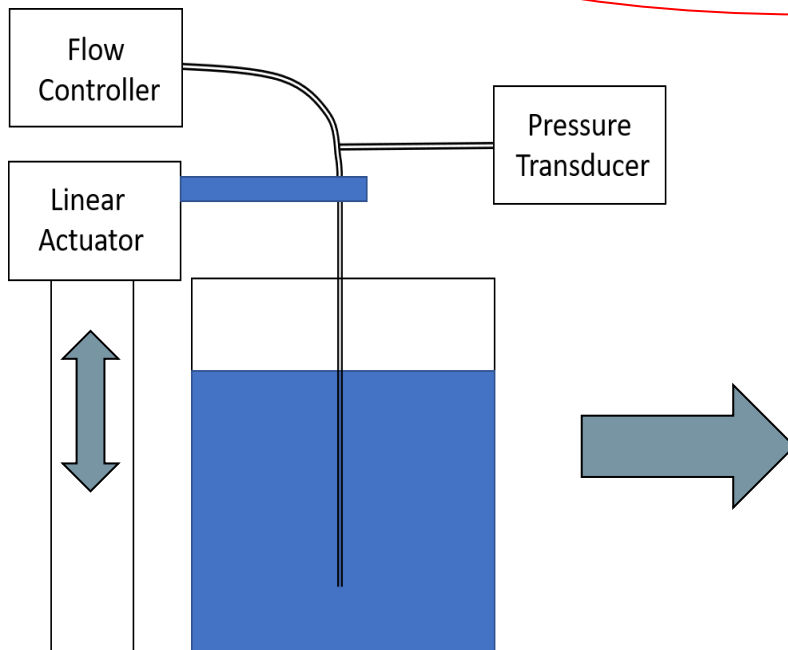 Flow
Controller
Pressure
Transducer
Linear
Actuator